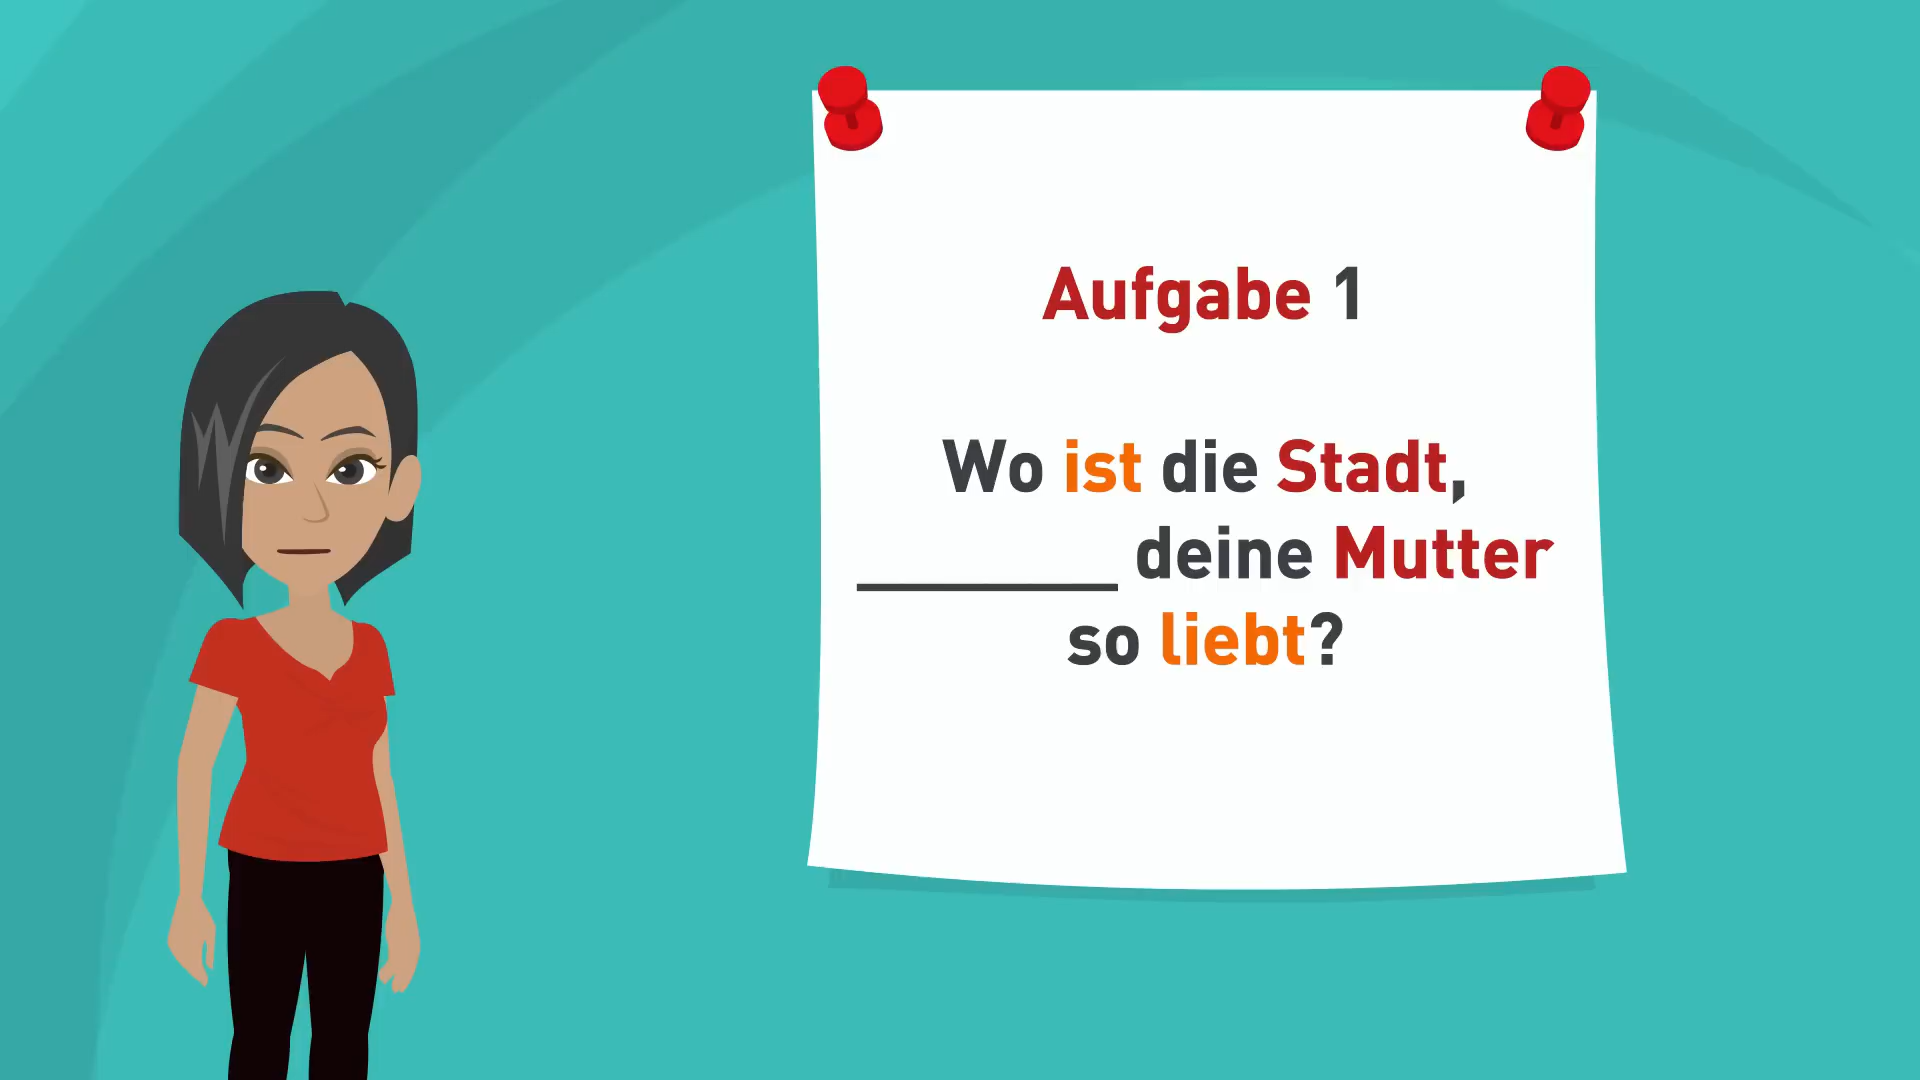 Aufgabe 1
Wo ist die Stadt,
________ deine Mutter
so liebt?